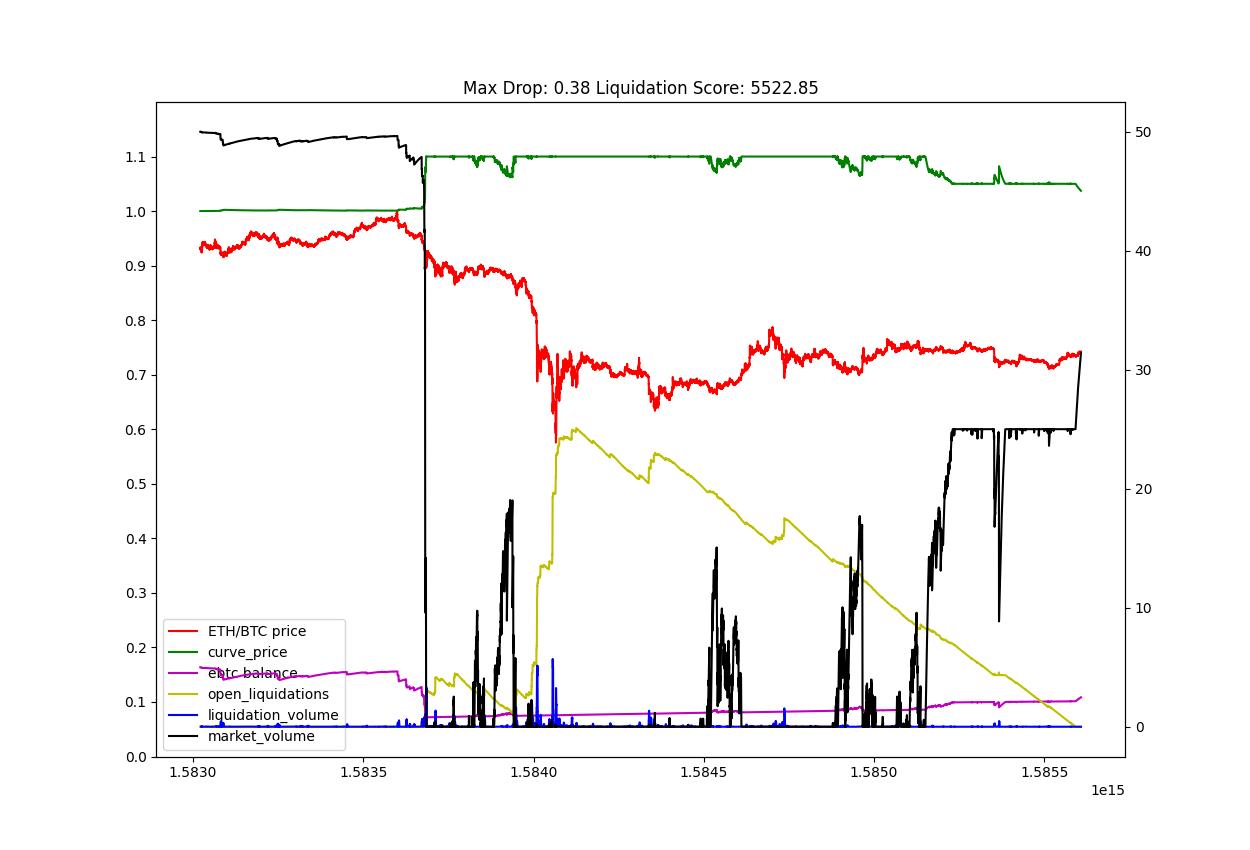 Max Drop: 0.38 Liquidation Score: 5522.85
1.1
1.0
0.9
0.8
0.7
0.6
0.5
0.4
0.3
0.2
0.1
0.0
50
40
30
20
10
0
ETH/BTC price
curve_price
ebtc_balance
open_liquidations
liquidation_volume
market_volume
1.5830 1.5835 1.5840 1.5845 1.5850 1.5855
1e15